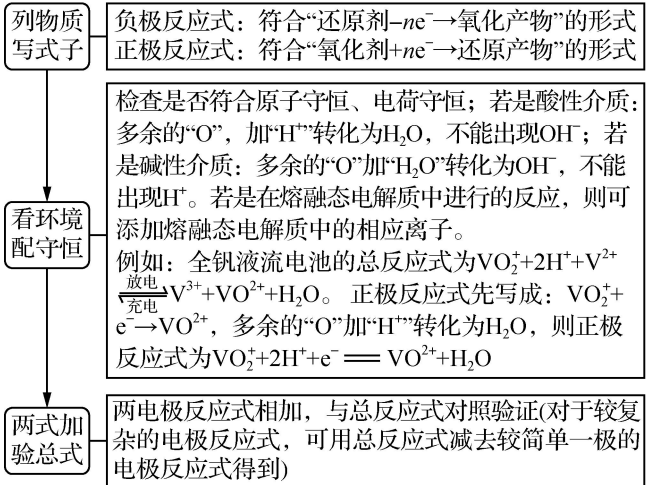 列物质
写式子
负极反应式：符合“还原剂−ne⁻→氧化产物”的形式
正极反应式：符合“氧化剂+ne⁻→还原产物”的形式
看环境
配守恒
检查是否符合原子守恒、电荷守恒；若是酸性介质：
多余的“O”，加“H⁺”转化为H₂O，不能出现OH⁻；若
是碱性介质：多余的“O”加“H₂O”转化为OH⁻，不能
出现H⁺。若是在熔融态电解质中进行的反应，则可
添加熔融态电解质中的相应离子。
例如：全钒液流电池的总反应式为VO₂⁺+2H⁺+V²⁺
放电
⇌V³⁺+VO²⁺+H₂O。 正极反应式先写成：VO₂⁺+
充电
e⁻→VO²⁺，多余的“O”加“H⁺”转化为H₂O，则正极
反应式为VO₂⁺+2H⁺+e⁻══VO²⁺+H₂O
两式加
验总式
两电极反应式相加，与总反应式对照验证(对于较复
杂的电极反应式，可用总反应式减去较简单一极的
电极反应式得到)